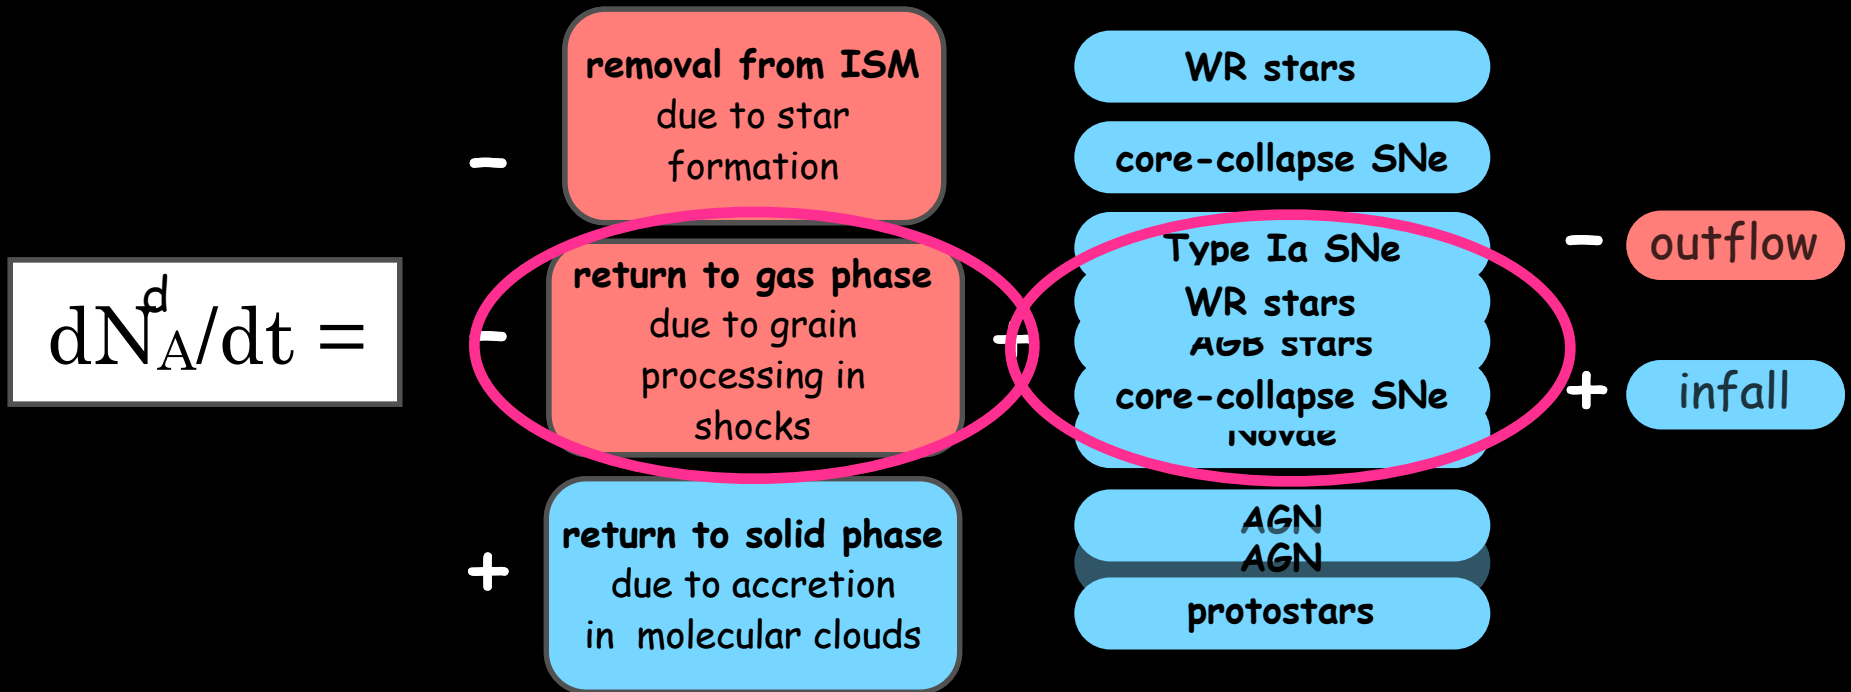 removal from ISM
due to star
formation
−
dN_A^d/dt =
−
return to gas phase
due to grain
processing in
shocks
+
return to solid phase
due to accretion
in molecular clouds
+
WR stars
core-collapse SNe
Type Ia SNe
WR stars
AGB stars
core-collapse SNe
Novae
AGN
AGN
protostars
−
outflow
+
infall